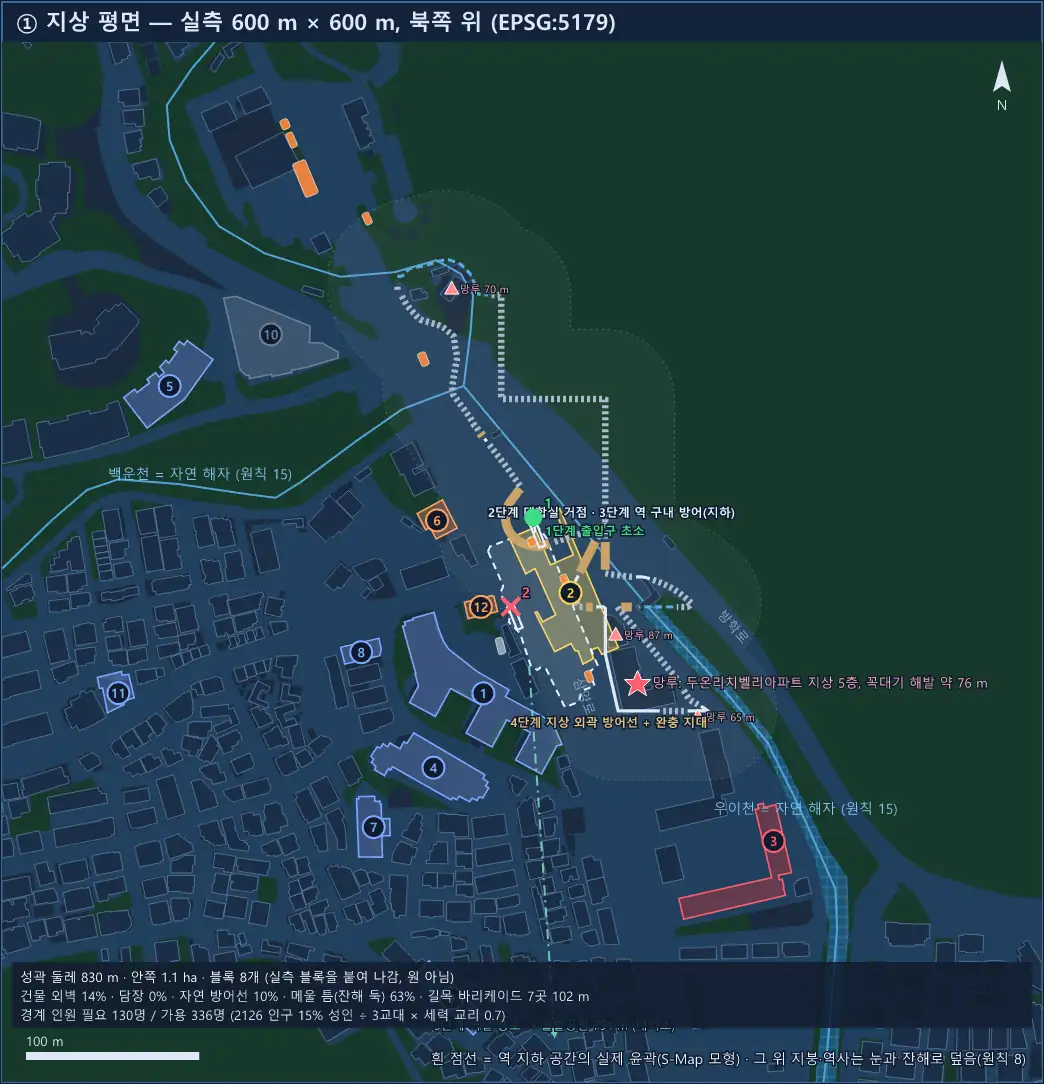 ① 지상 평면 — 실측 600 m × 600 m, 북쪽 위 (EPSG:5179)
N
망루 70 m
10
5
백운천 = 자연 해자 (원칙 15)
1
2단계 대합실 거점 · 3단계 역 구내 방어(지하)
6
1단계 출입구 초소
2
2
12
방학로
망루 87 m
8
망루: 두온리치벨리아파트 지상 5층, 꼭대기 해발 약 76 m
11
1
4단계 지상 외곽 방어선 + 완충 지대
망루 65 m
4
우이천 = 자연 해자 (원칙 15)
7
3
성곽 둘레 830 m · 안쪽 1.1 ha · 블록 8개 (실측 블록을 붙여 나감, 원 아님)
건물 외벽 14% · 담장 0% · 자연 방어선 10% · 메울 틈(잔해 둑) 63% · 길목 바리케이드 7곳 102 m
경계 인원 필요 130명 / 가용 336명 (2126 인구 15% 성인 ÷ 3교대 × 세력 교리 0.7)
100 m
흰 점선 = 역 지하 공간의 실제 윤곽(S-Map 모형) · 그 위 지붕·역사는 눈과 잔해로 덮음(원칙 8)